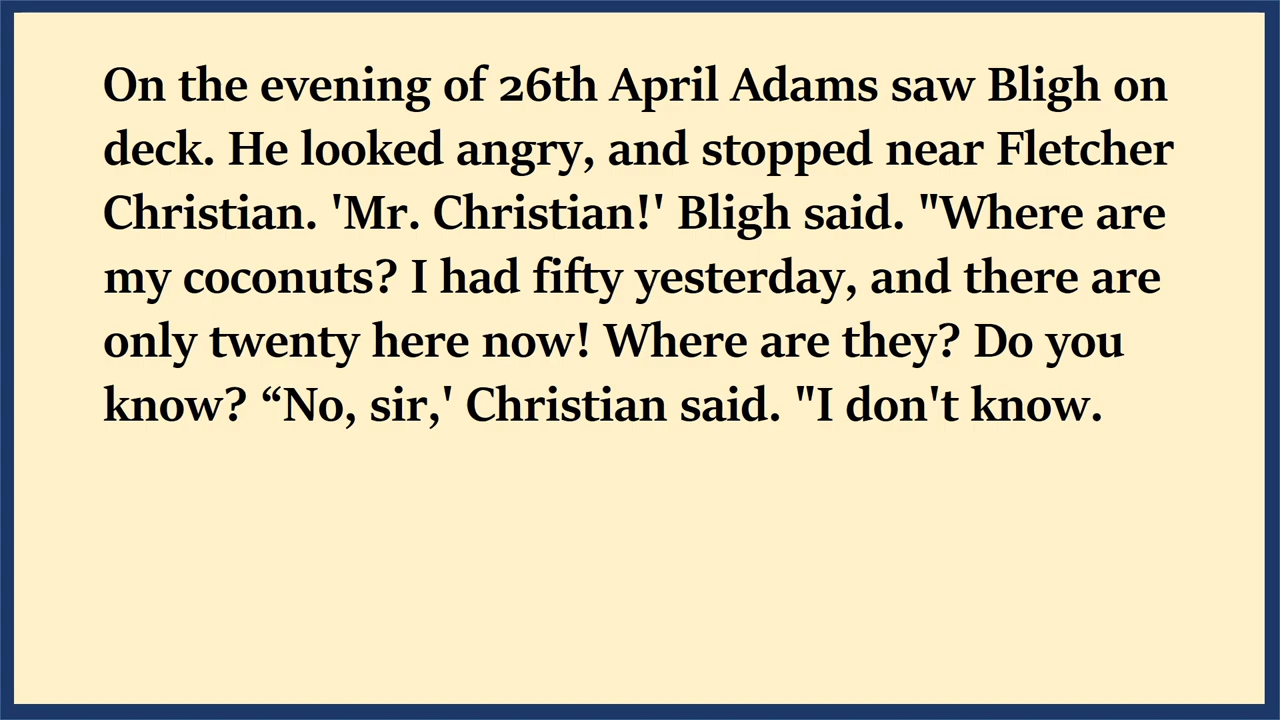 On the evening of 26th April Adams saw Bligh on
deck. He looked angry, and stopped near Fletcher
Christian. 'Mr. Christian!' Bligh said. "Where are
my coconuts? I had fifty yesterday, and there are
only twenty here now! Where are they? Do you
know? “No, sir,' Christian said. "I don't know.